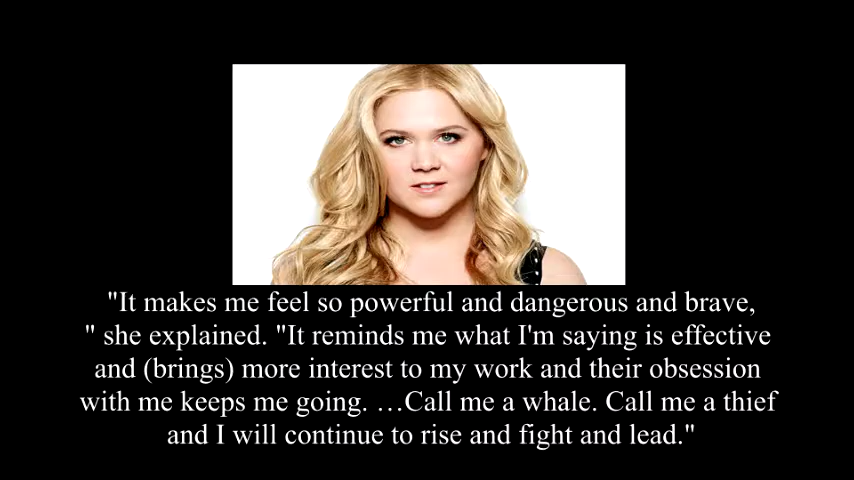 "It makes me feel so powerful and dangerous and brave,
" she explained. "It reminds me what I'm saying is effective
and (brings) more interest to my work and their obsession
with me keeps me going. …Call me a whale. Call me a thief
and I will continue to rise and fight and lead."